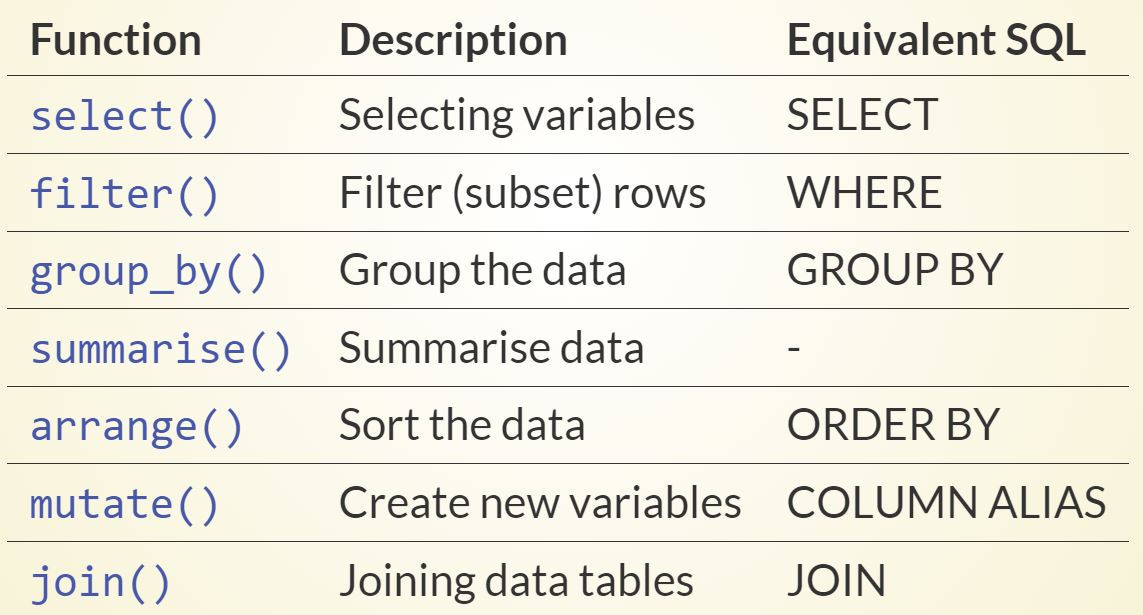 Function Description Equivalent SQL
select() Selecting variables SELECT
filter() Filter (subset) rows WHERE
group_by() Group the data GROUP BY
summarise() Summarise data -
arrange() Sort the data ORDER BY
mutate() Create new variables COLUMN ALIAS
join() Joining data tables JOIN